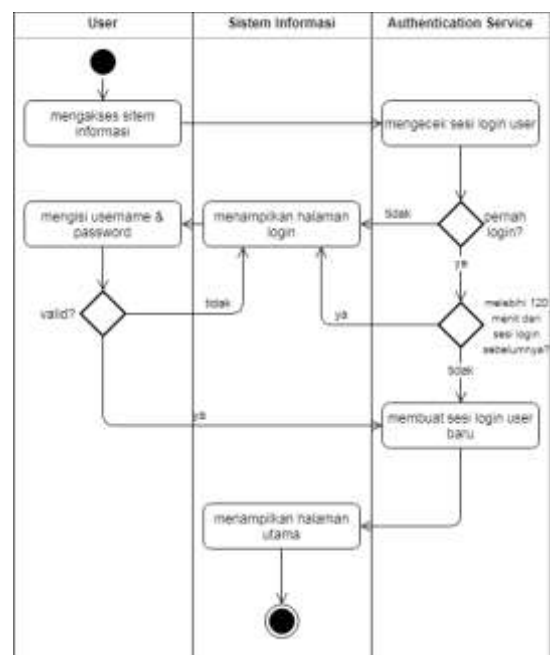 User
Sistem Informasi
Authentication Service
mengakses sitem
informasi
mengecek sesi login user
mengisi username &
password
menampilkan halaman
login
tidak
pernah
login?
ya
valid?
tidak
ya
melebihi 120
menit dari
sesi login
sebelumnya?
tidak
ya
membuat sesi login user
baru
menampilkan halaman
utama